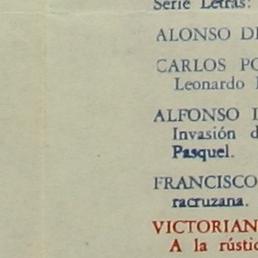 Serie Letras:
ALONSO DE
CARLOS PO
Leonardo
ALFONSO
Invasión d
Pasquel.
FRANCISCO
racruzana.
VICTORIAN
A la rústic